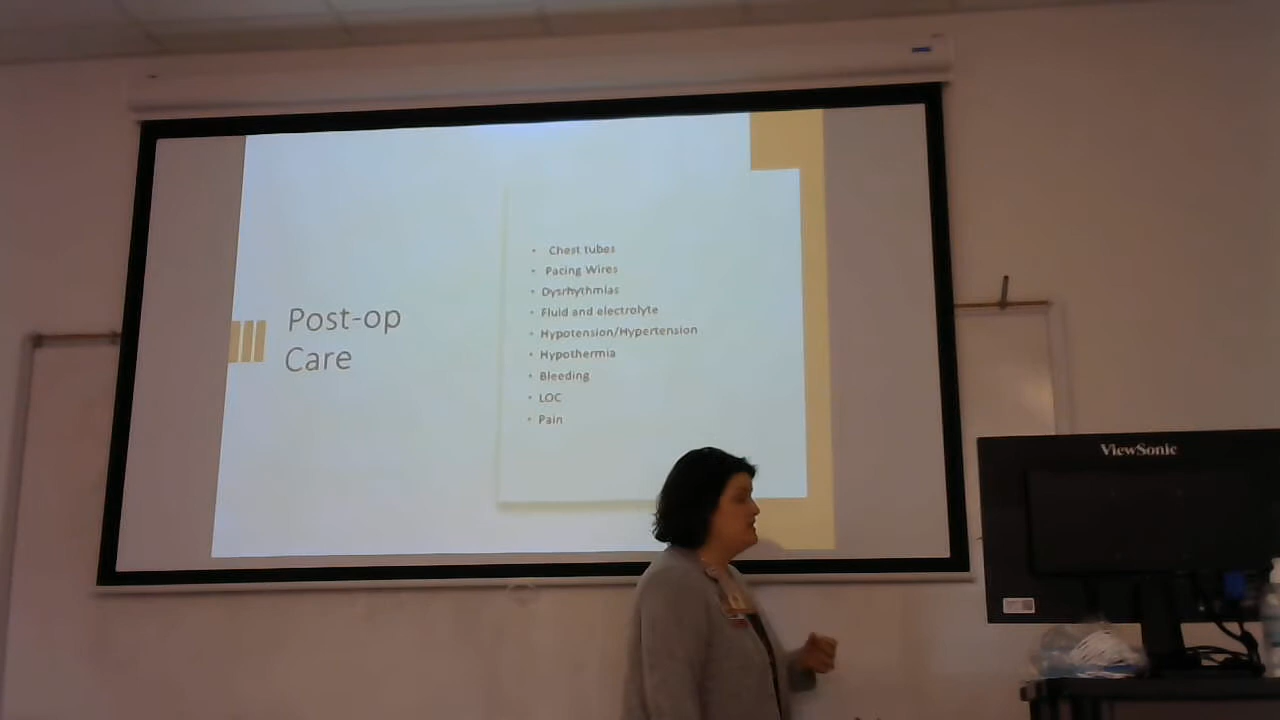 Post-op
Care
• Chest tubes
• Pacing Wires
• Dysrhythmias
• Fluid and electrolyte
• Hypotension/Hypertension
• Hypothermia
• Bleeding
• LOC
• Pain
ViewSonic